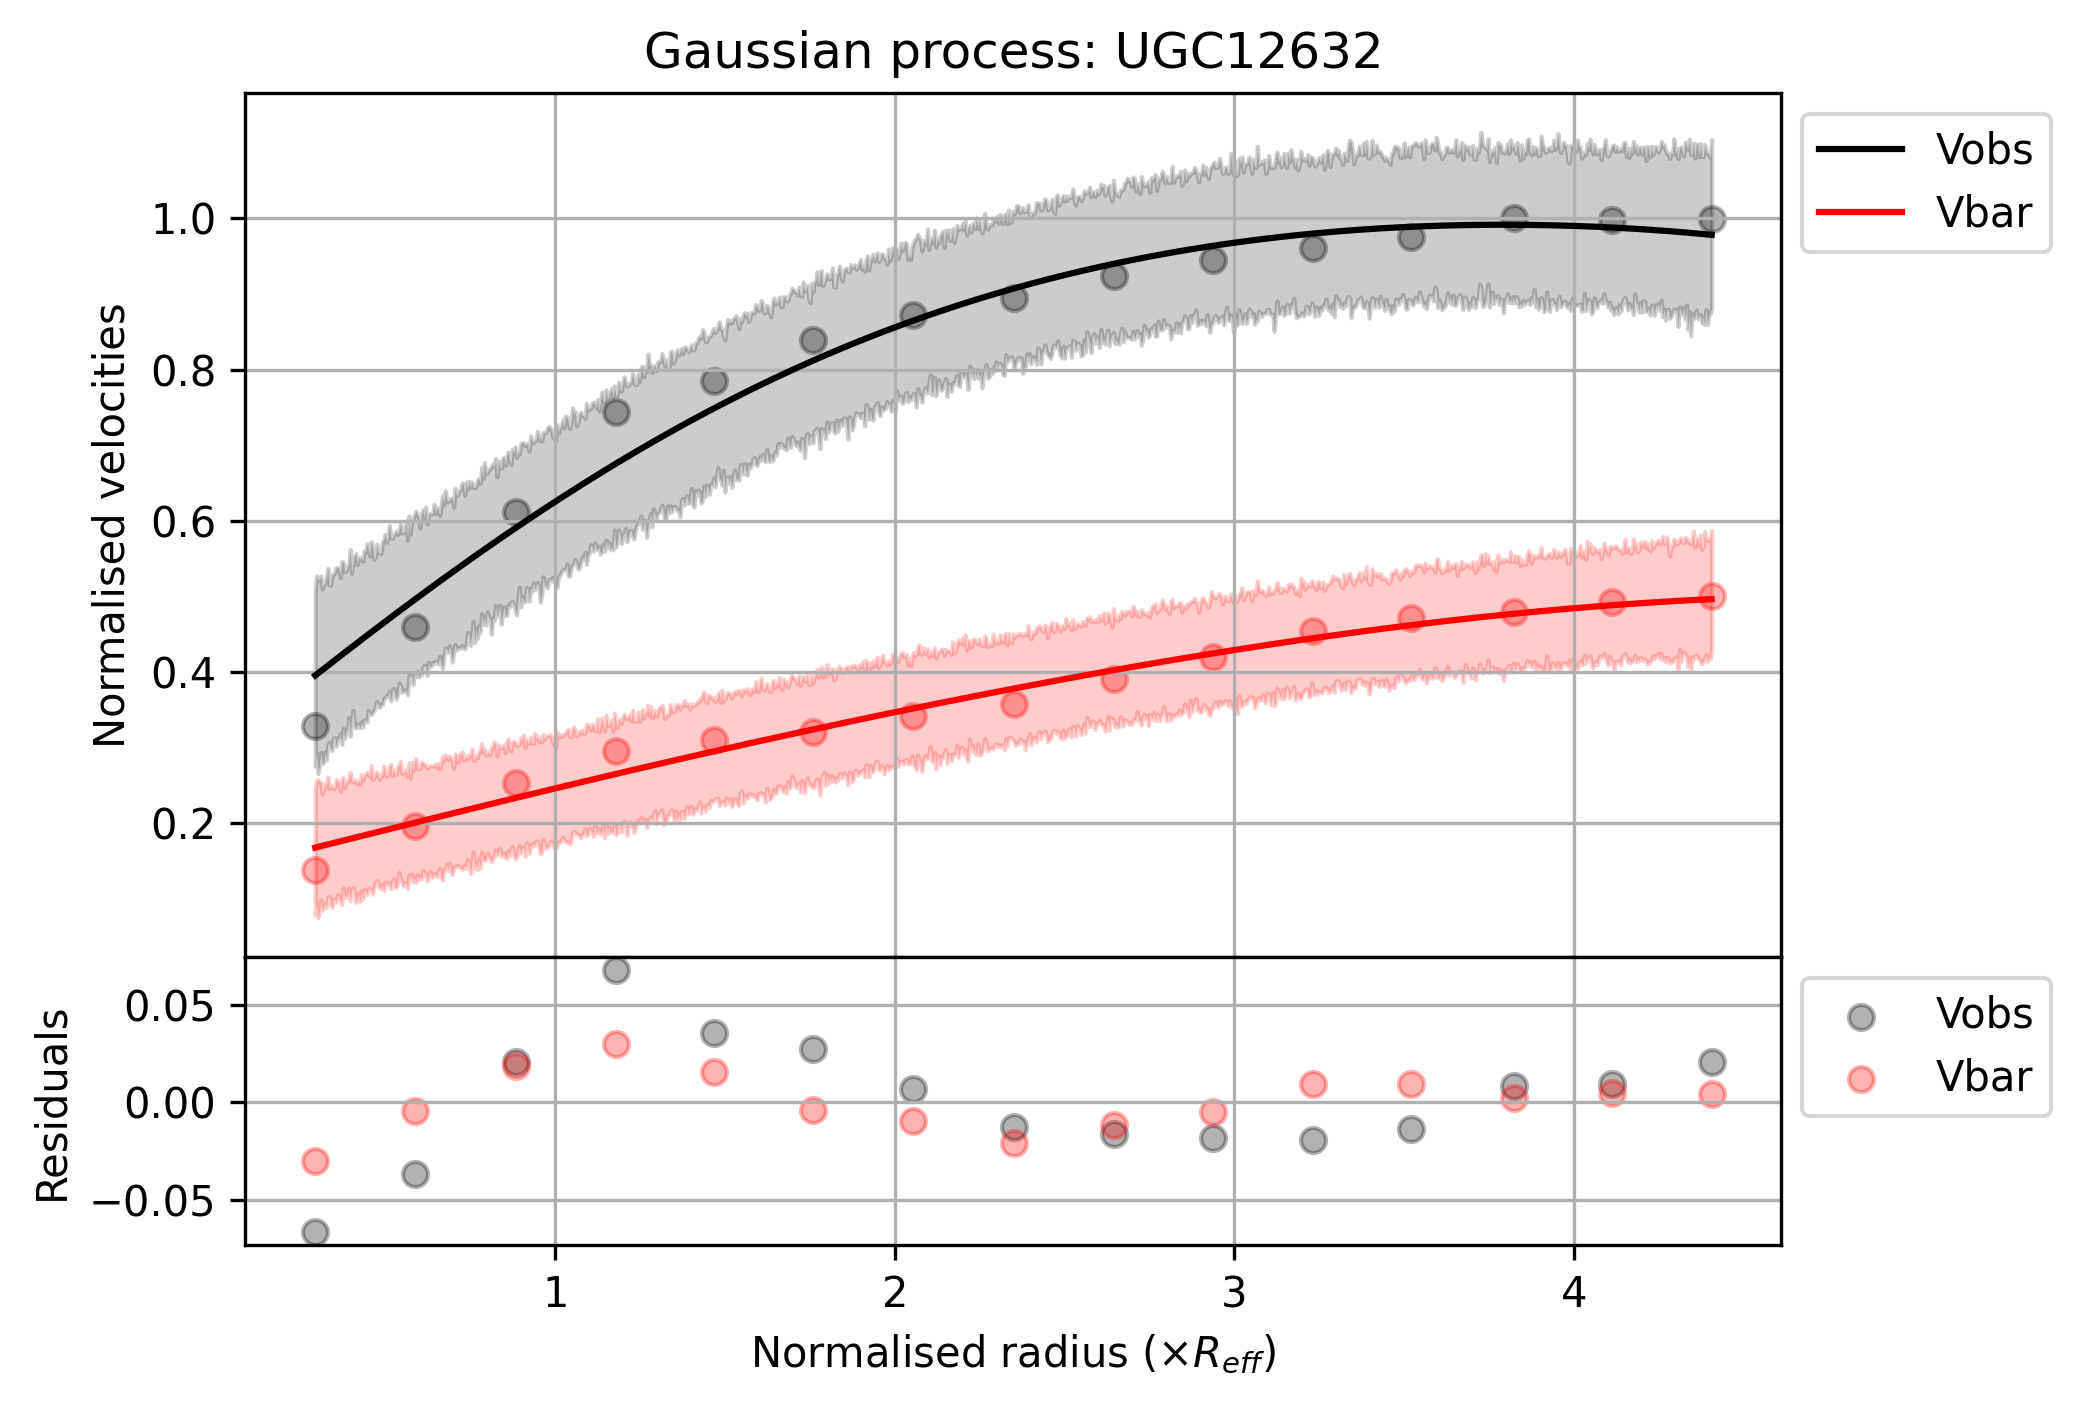 Gaussian process: UGC12632
Normalised velocities
1.0
0.8
0.6
0.4
0.2
Vobs
Vbar
Residuals
0.05
0.00
−0.05
Vobs
Vbar
1 2 3 4
Normalised radius (×R_eff)